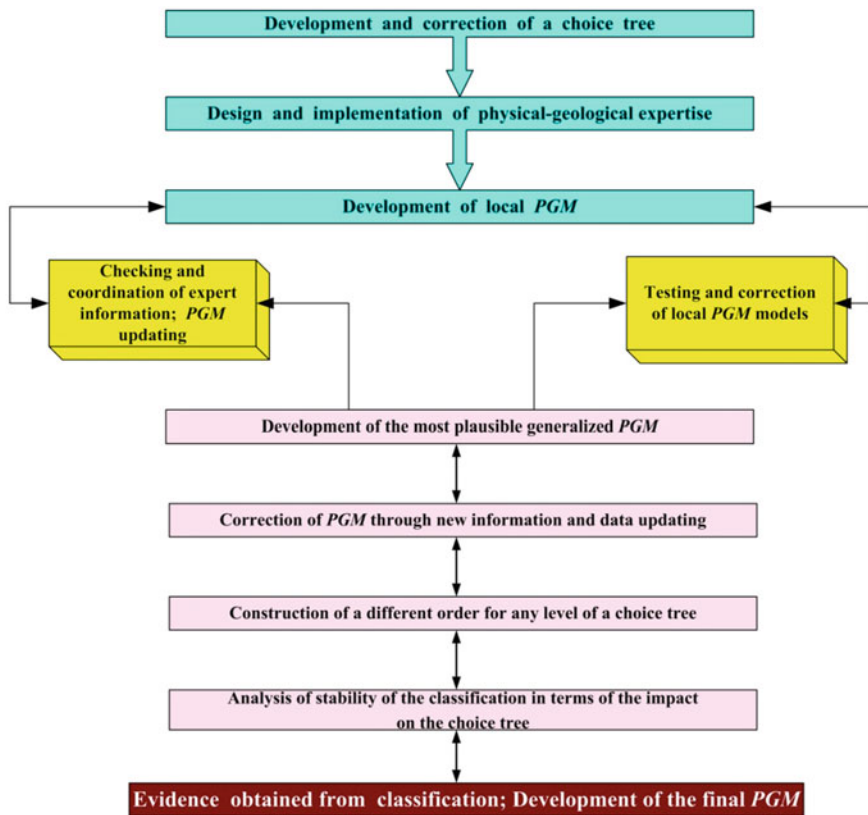 Development and correction of a choice tree
Design and implementation of physical-geological expertise
Development of local PGM
Checking and
coordination of expert
information; PGM
updating
Testing and correction
of local PGM models
Development of the most plausible generalized PGM
Correction of PGM through new information and data updating
Construction of a different order for any level of a choice tree
Analysis of stability of the classification in terms of the impact
on the choice tree
Evidence obtained from classification; Development of the final PGM